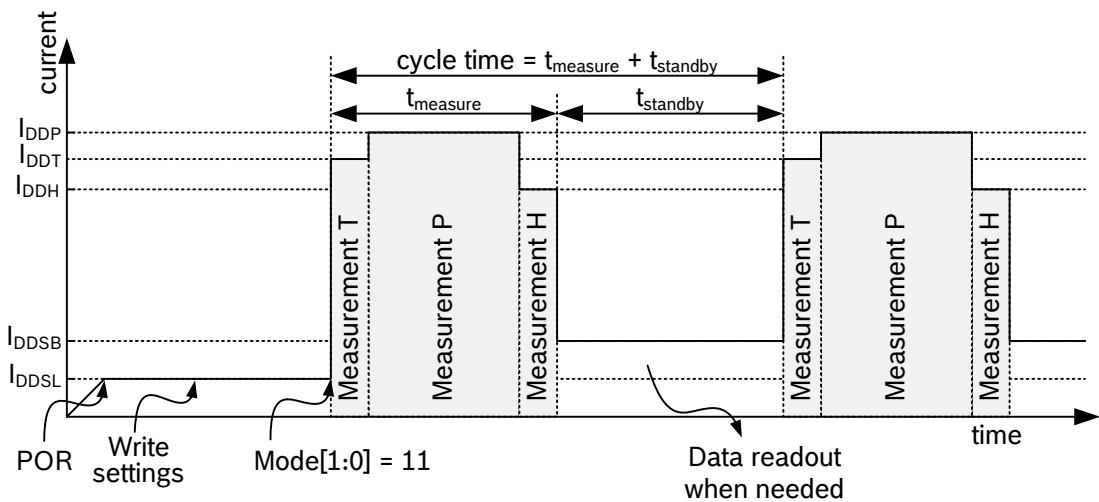 current
cycle time = tmeasure + tstandby
tmeasure
tstandby
IDDP
IDDT
IDDH
IDDSB
IDDSL
Measurement T
Measurement P
Measurement H
Measurement T
Measurement P
Measurement H
time
POR
Write
settings
Mode[1:0] = 11
Data readout
when needed